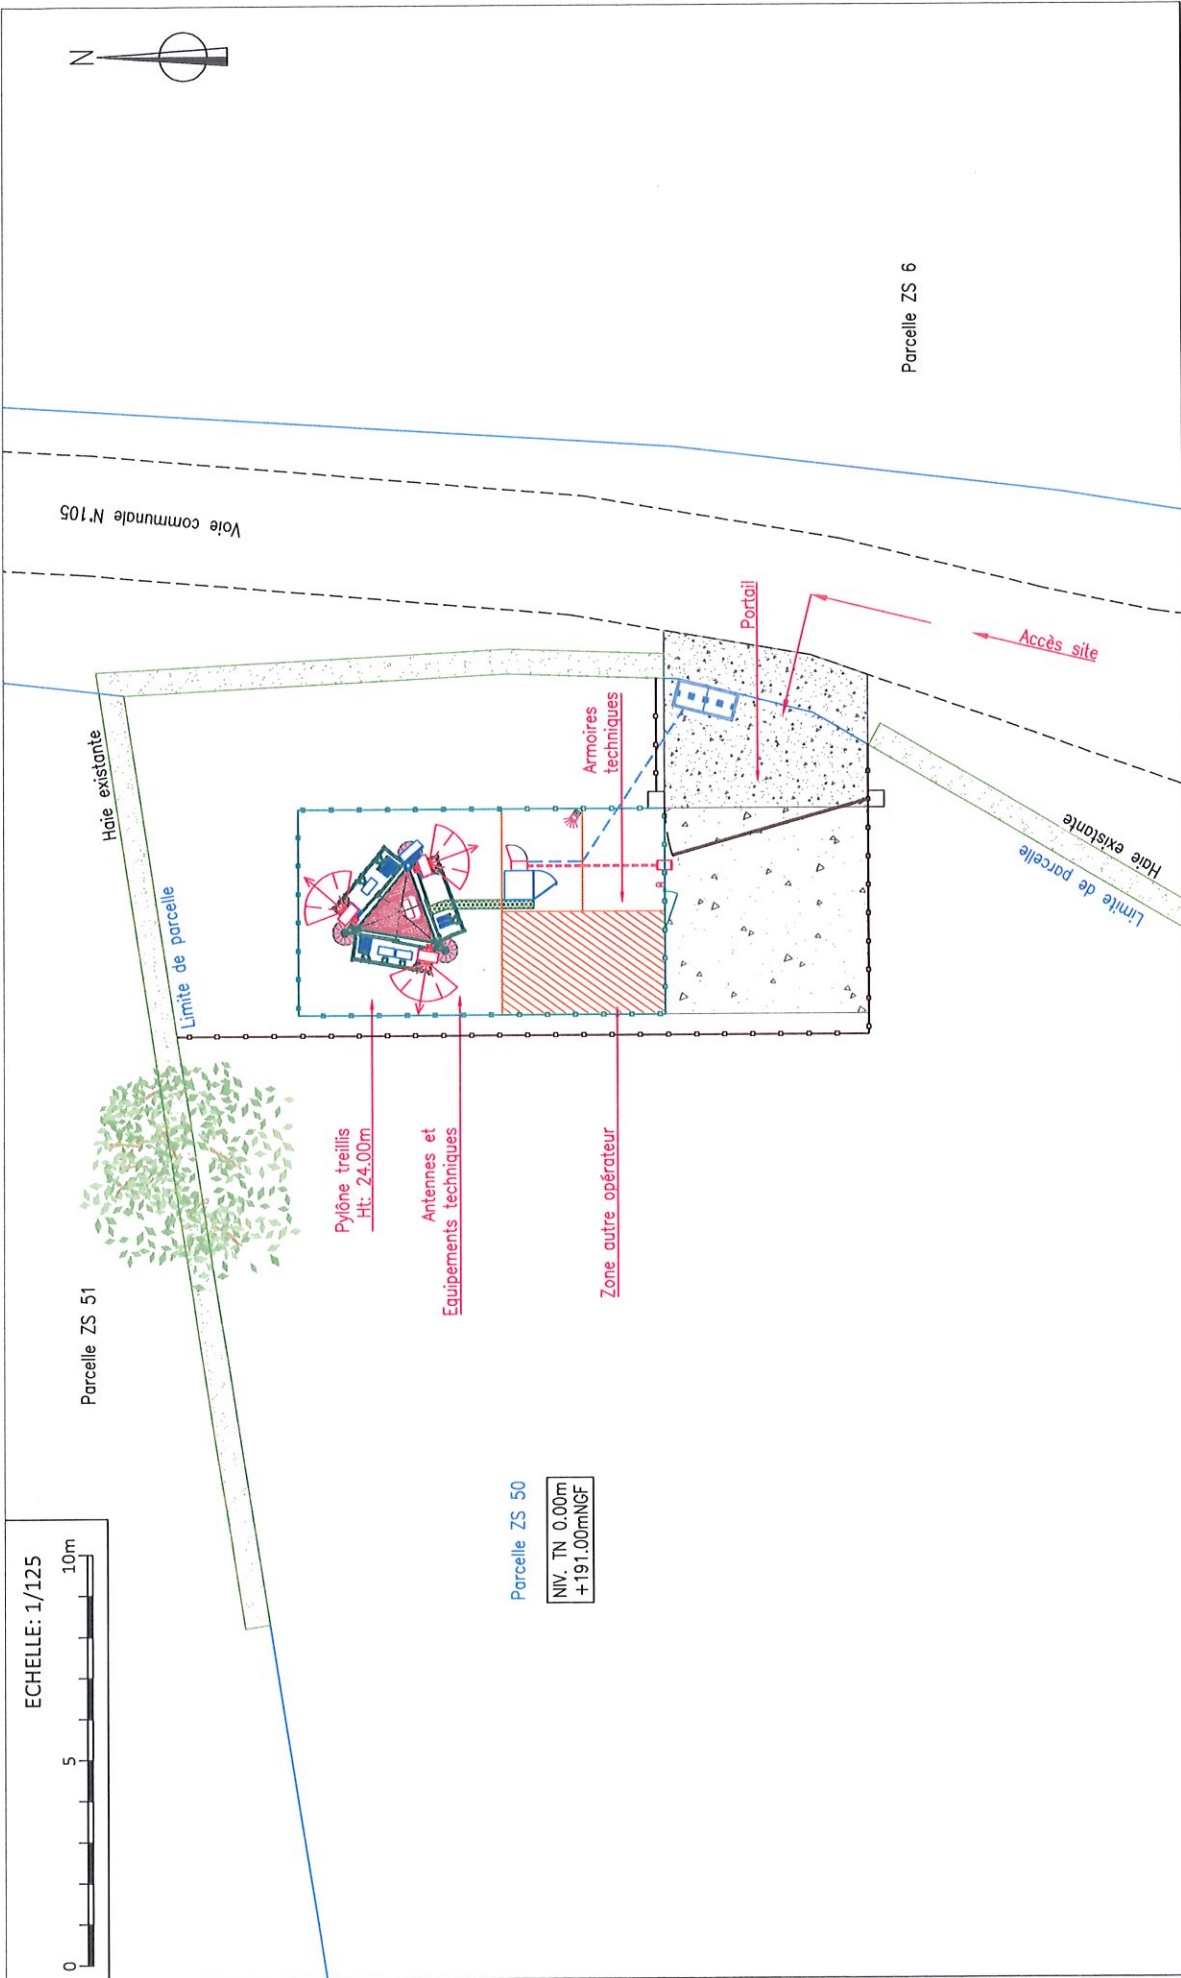 ECHELLE: 1/125
0
5
10m
N
Parcelle ZS 51
Haie existante
Limite de parcelle
Voie communale N°105
Pylône treillis
Ht: 24.00m
Antennes et
Equipements techniques
Zone autre opérateur
Armoires
techniques
Portail
Accès site
Parcelle ZS 6
Parcelle ZS 50
NIV. TN 0.00m
+191.00mNGF
Limite de parcelle
Haie existante